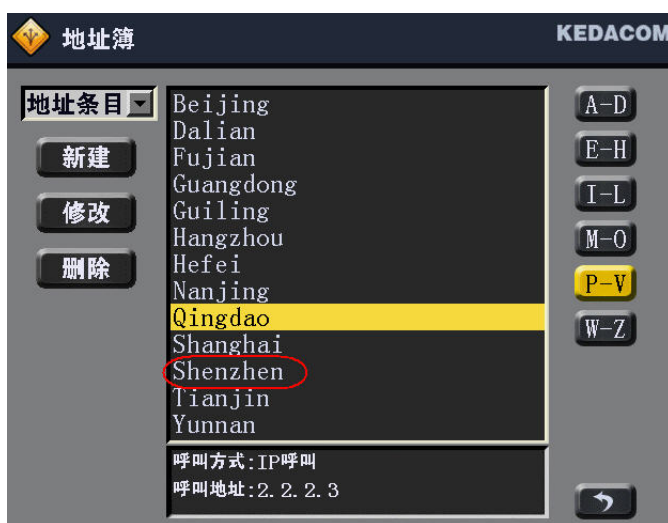 地址簿
KEDACOM
地址条目
新建
修改
删除
Beijing
Dalian
Fujian
Guangdong
Guiling
Hangzhou
Hefei
Nanjing
Qingdao
Shanghai
Shenzhen
Tianjin
Yunnan
A-D
E-H
I-L
M-O
P-V
W-Z
呼叫方式:IP呼叫
呼叫地址:2.2.2.3